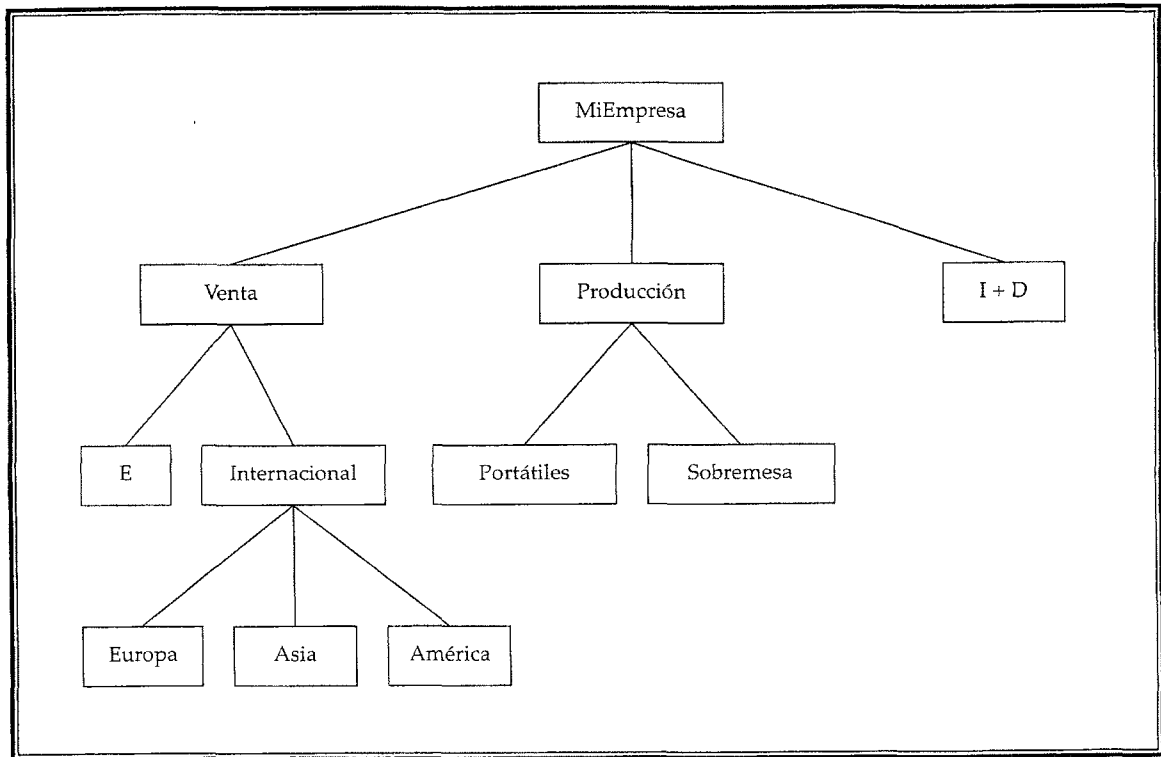 MiEmpresa
Venta
Producción
I + D
E
Internacional
Portátiles
Sobremesa
Europa
Asia
América